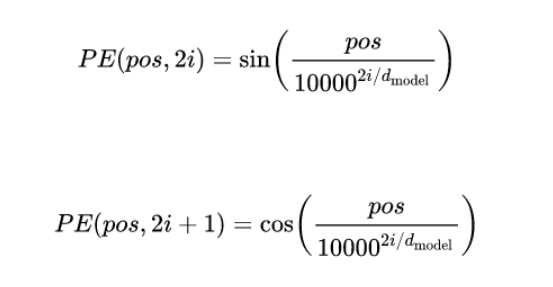 PE(pos, 2i) = sin(pos / 10000^{2i/d_model})
PE(pos, 2i + 1) = cos(pos / 10000^{2i/d_model})